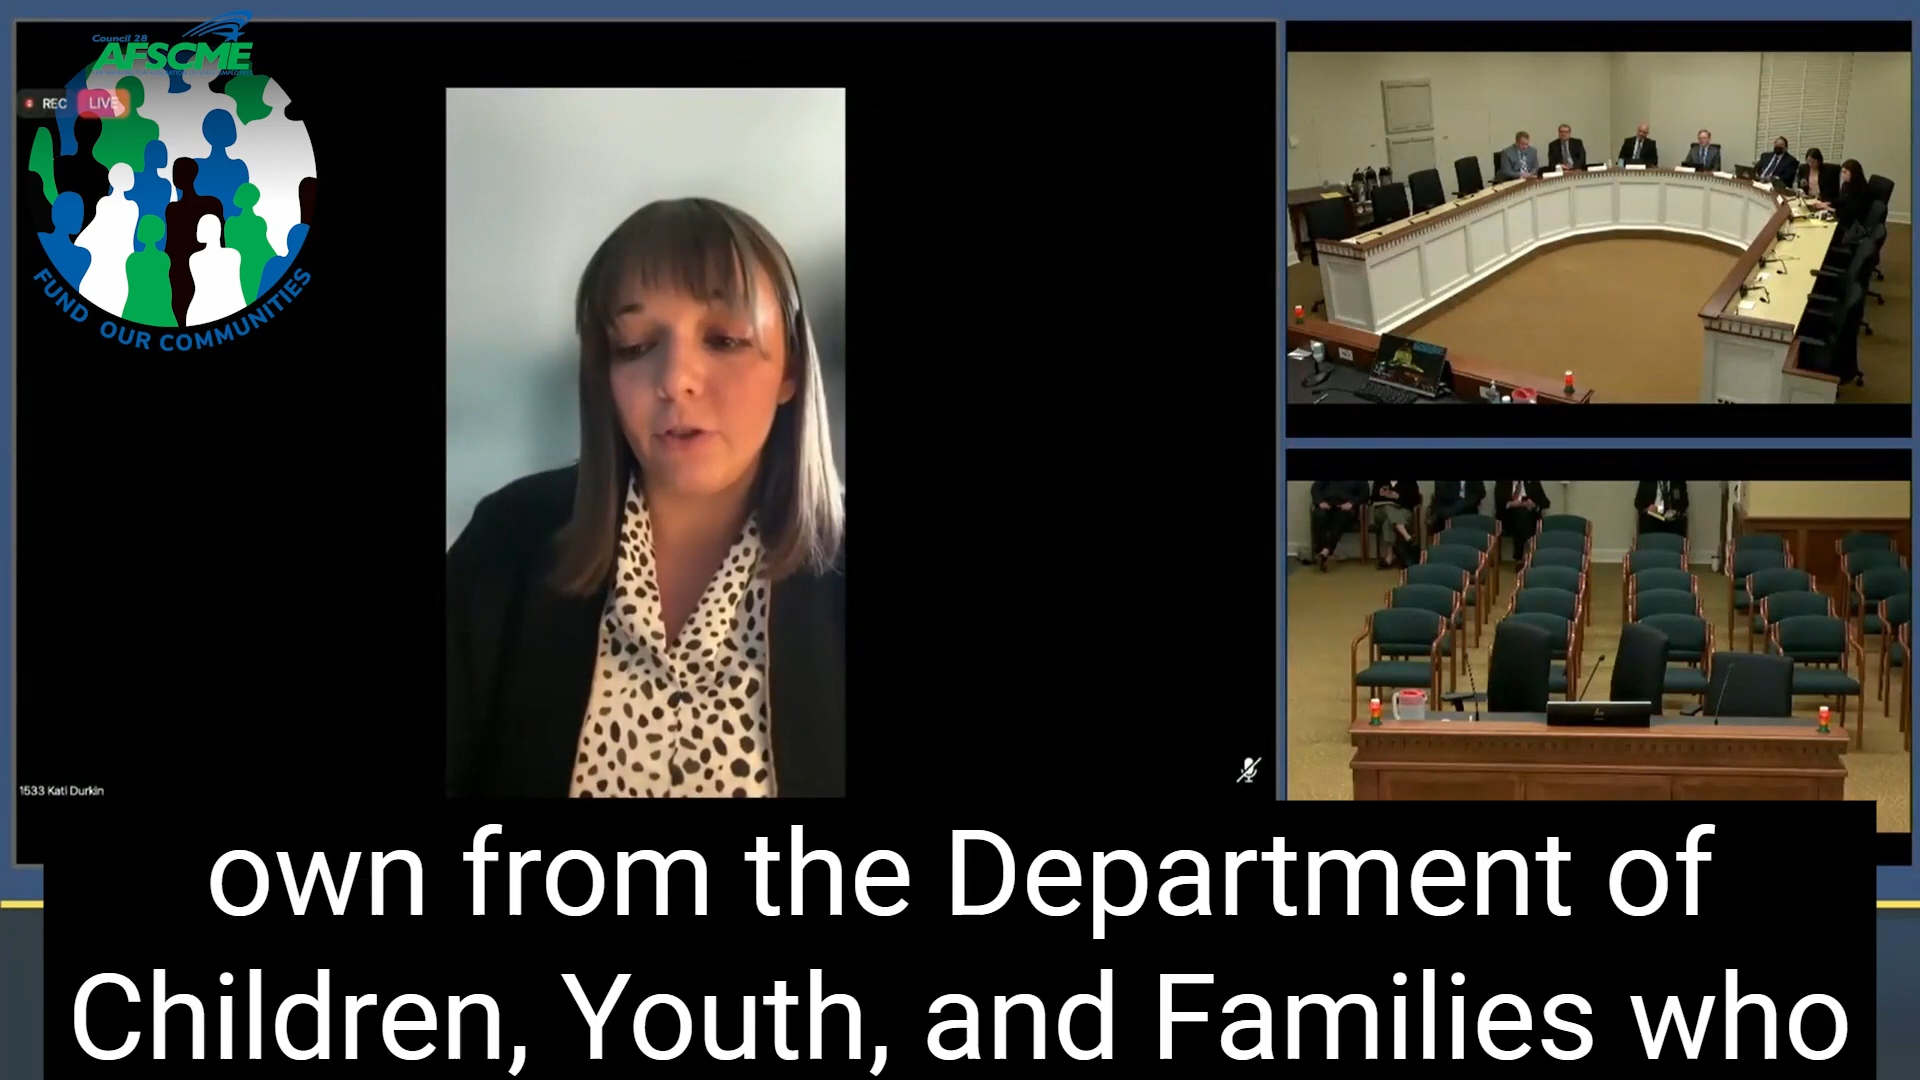 Council 28
AFSCME
REC LIVE
FUND OUR COMMUNITIES
1533 Kati Durkin
own from the Department of
Children, Youth, and Families who